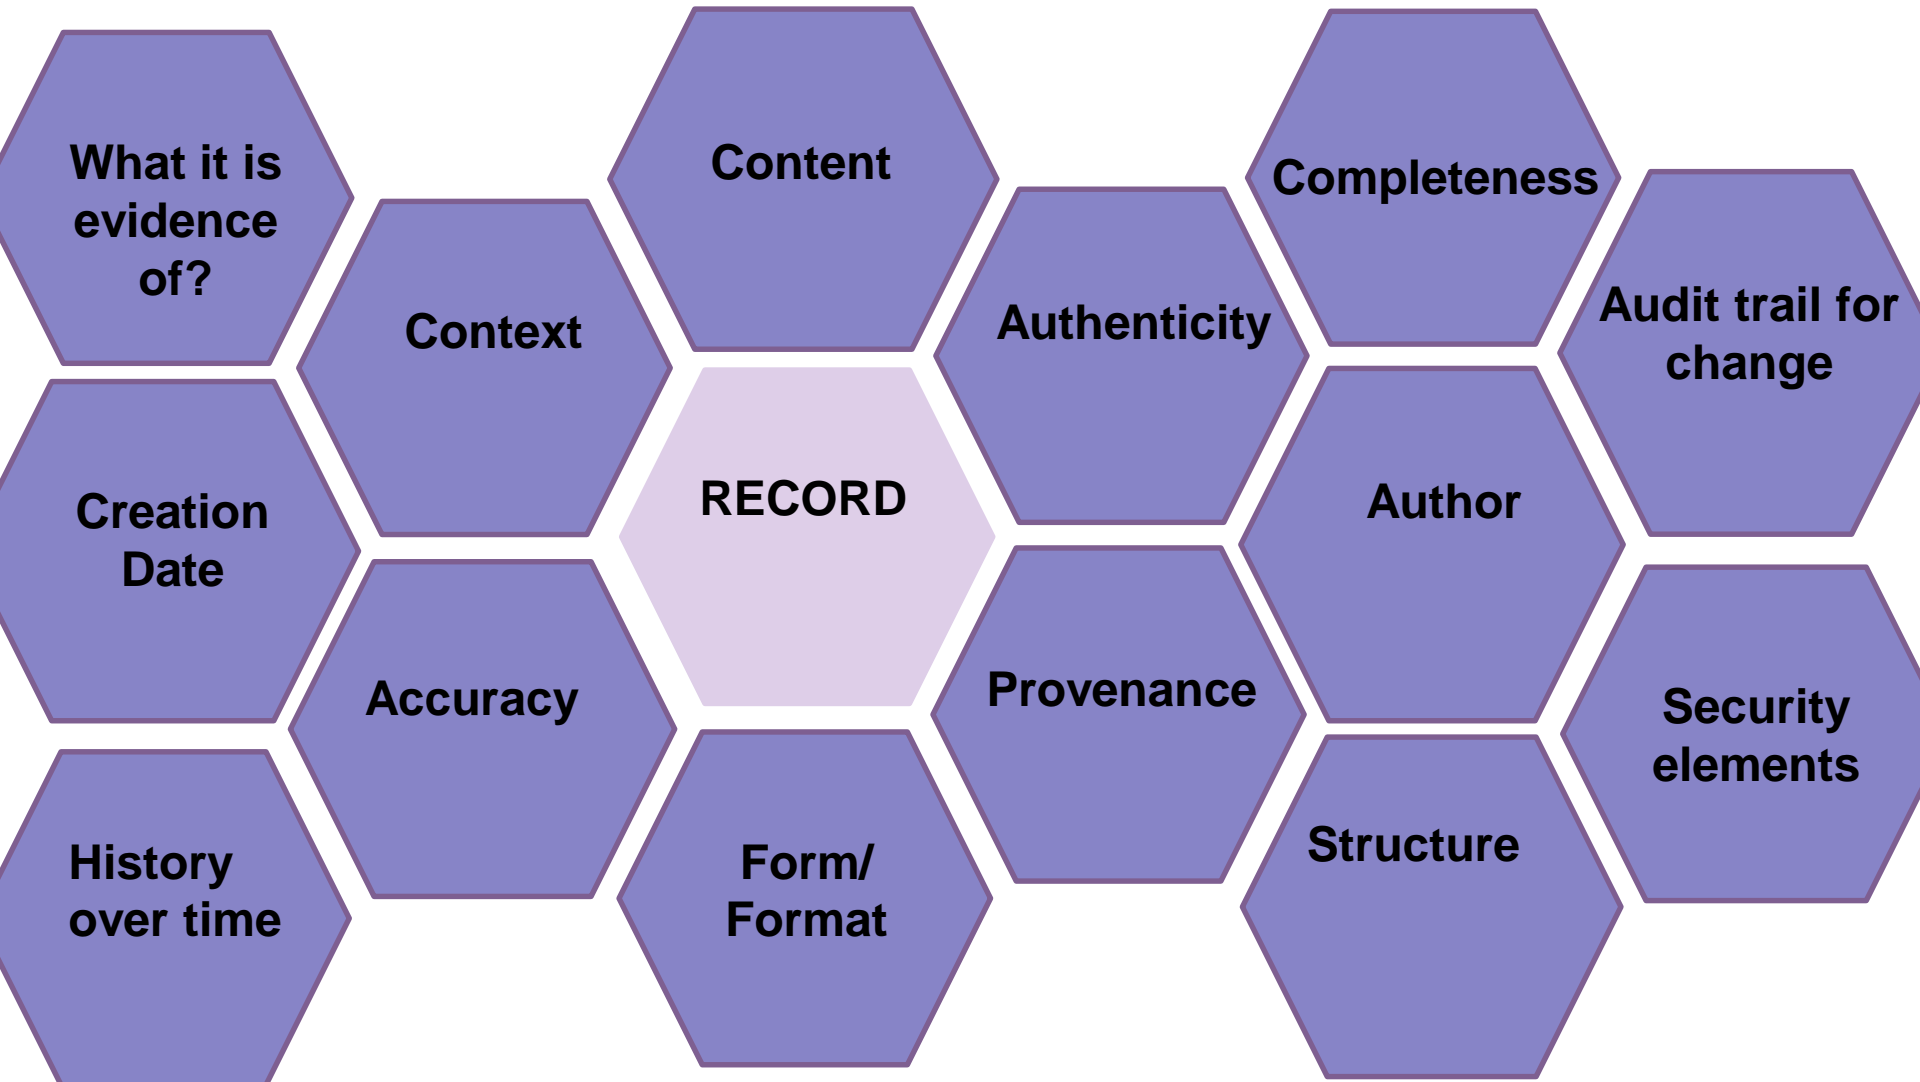 What it is
evidence
of?
Creation
Date
History
over time
Context
Accuracy
Content
RECORD
Form/
Format
Authenticity
Provenance
Completeness
Author
Structure
Audit trail for
change
Security
elements